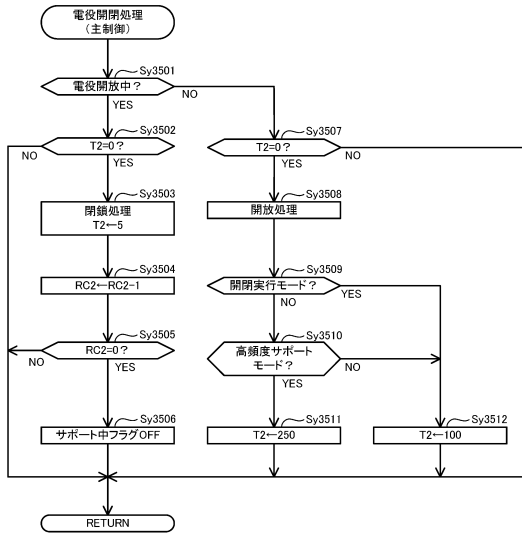 電役開閉処理
（主制御）
Sy3501
電役開放中？
NO
YES
Sy3502
T2=0？
NO
YES
Sy3507
T2=0？
NO
YES
Sy3503
閉鎖処理
T2←5
Sy3508
開放処理
Sy3504
RC2←RC2-1
Sy3509
開閉実行モード？
YES
NO
Sy3505
RC2=0？
NO
YES
Sy3510
高頻度サポート
モード？
NO
YES
Sy3506
サポート中フラグOFF
Sy3511
T2←250
Sy3512
T2←100
RETURN